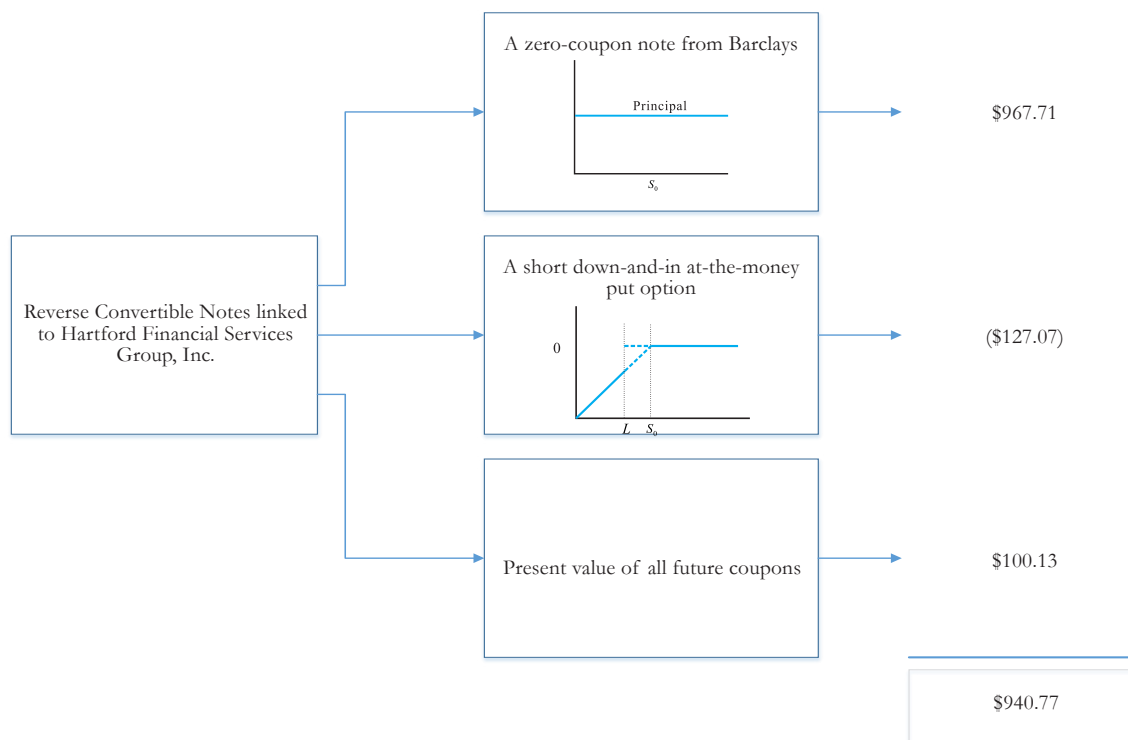 A zero-coupon note from Barclays
Principal
S₀
$967.71
Reverse Convertible Notes linked
to Hartford Financial Services
Group, Inc.
A short down-and-in at-the-money
put option
0
L S₀
($127.07)
Present value of all future coupons
$100.13
$940.77